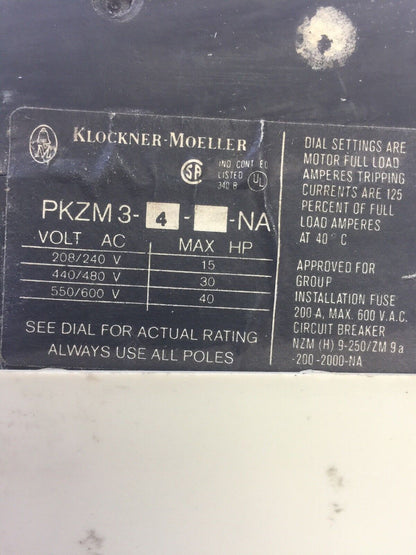 KLOCKNER-MOELLER
IND CONT EQ
LISTED
340 B
UL
PKZM 3-4- -NA
VOLT AC MAX HP
208/240 V 15
440/480 V 30
550/600 V 40
SEE DIAL FOR ACTUAL RATING
ALWAYS USE ALL POLES
DIAL SETTINGS ARE
MOTOR FULL LOAD
AMPERES TRIPPING
CURRENTS ARE 125
PERCENT OF FULL
LOAD AMPERES
AT 40° C
APPROVED FOR
GROUP
INSTALLATION FUSE
200 A, MAX. 600 V.A.C.
CIRCUIT BREAKER
NZM (H) 9-250/ZM 9a
-200-2000-NA